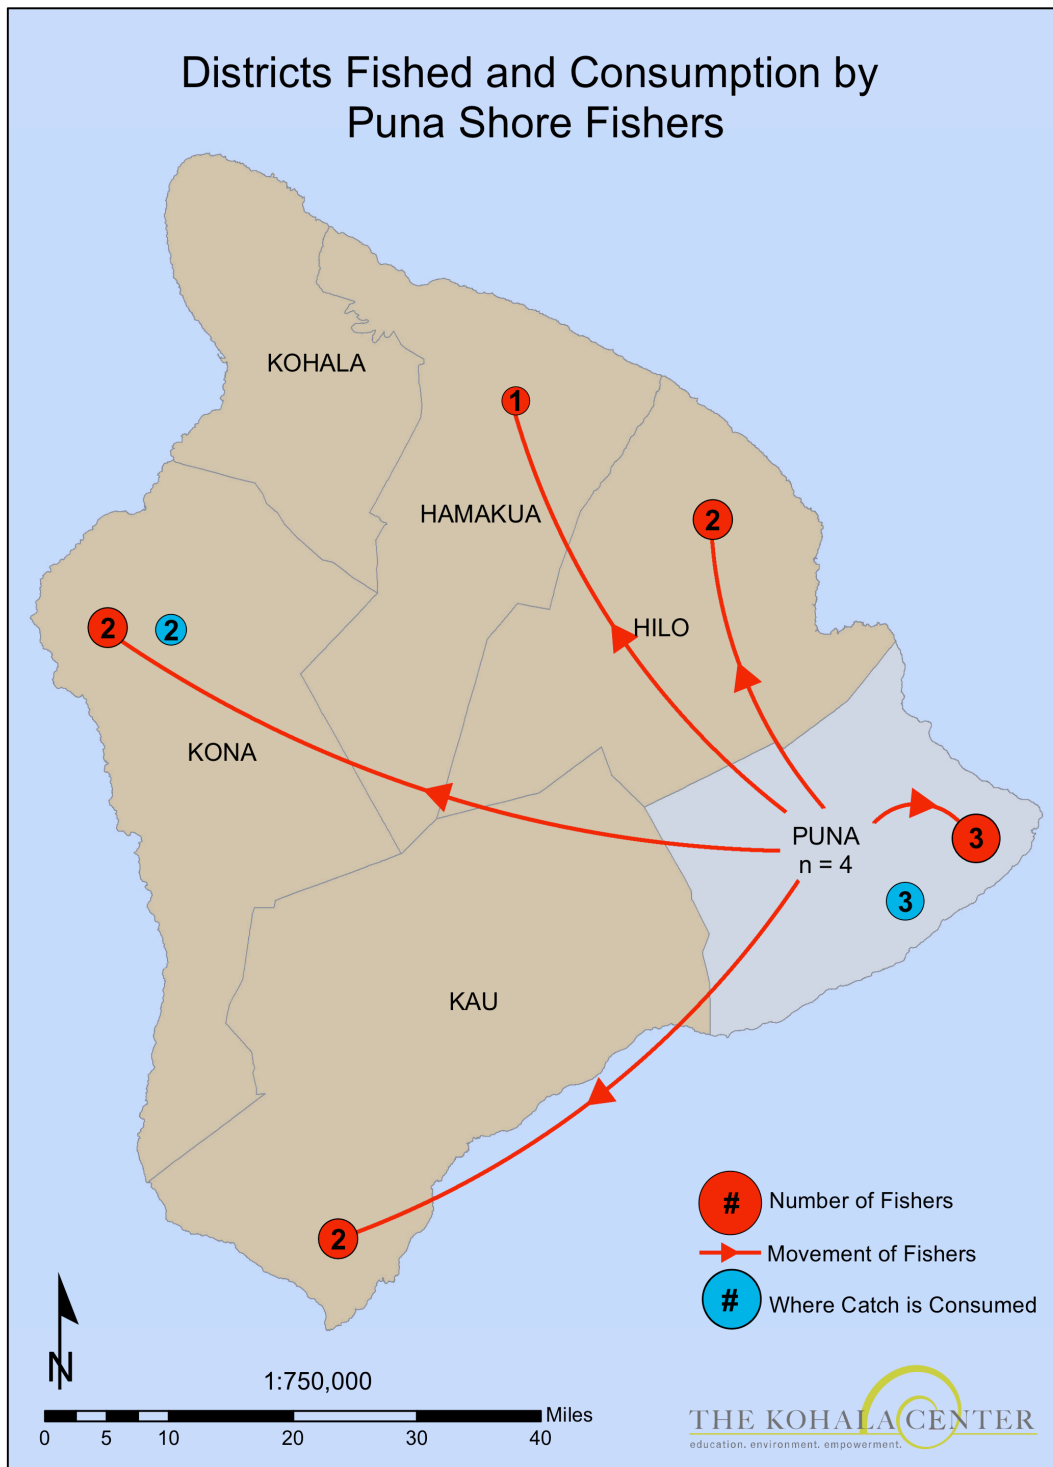 Districts Fished and Consumption by
Puna Shore Fishers
KOHALA
1
HAMAKUA
2
HILO
2
2
KONA
PUNA
n = 4
3
3
KAU
2
# Number of Fishers
Movement of Fishers
# Where Catch is Consumed
N
1:750,000
Miles
0 5 10 20 30 40
THE KOHALA CENTER
education. environment. empowerment.